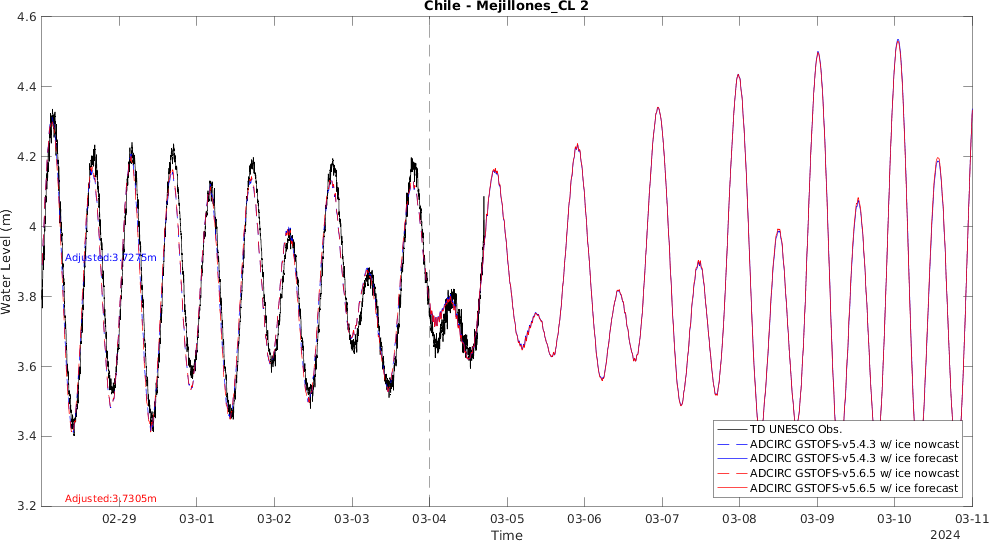 Chile - Mejillones_CL 2
4.6
4.4
4.2
4
3.8
3.6
3.4
3.2
Water Level (m)
Adjusted:3.7275m
Adjusted:3.7305m
TD UNESCO Obs.
ADCIRC GSTOFS-v5.4.3 w/ ice nowcast
ADCIRC GSTOFS-v5.4.3 w/ ice forecast
ADCIRC GSTOFS-v5.6.5 w/ ice nowcast
ADCIRC GSTOFS-v5.6.5 w/ ice forecast
02-29 03-01 03-02 03-03 03-04 03-05 03-06 03-07 03-08 03-09 03-10 03-11
Time
2024